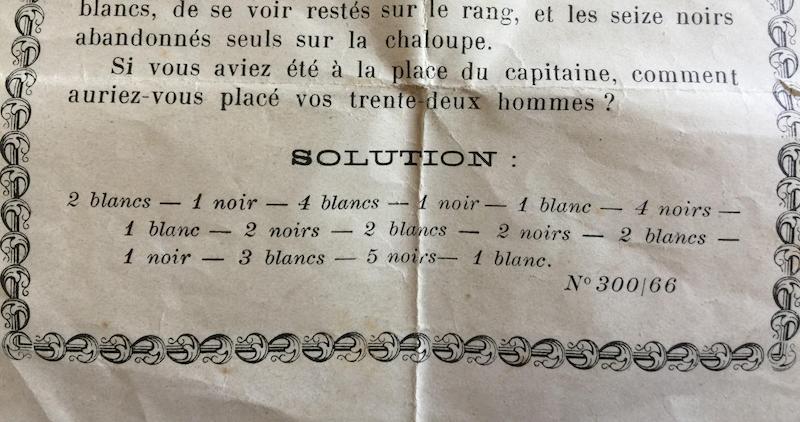 blancs, de se voir restés sur le rang, et les seize noirs
abandonnés seuls sur la chaloupe.
Si vous aviez été à la place du capitaine, comment
auriez-vous placé vos trente-deux hommes ?
SOLUTION :
2 blancs — 1 noir — 4 blancs — 1 noir — 1 blanc — 4 noirs —
1 blanc — 2 noirs — 2 blancs — 2 noirs — 2 blancs —
1 noir — 3 blancs — 5 noirs — 1 blanc.
Nº 300/66